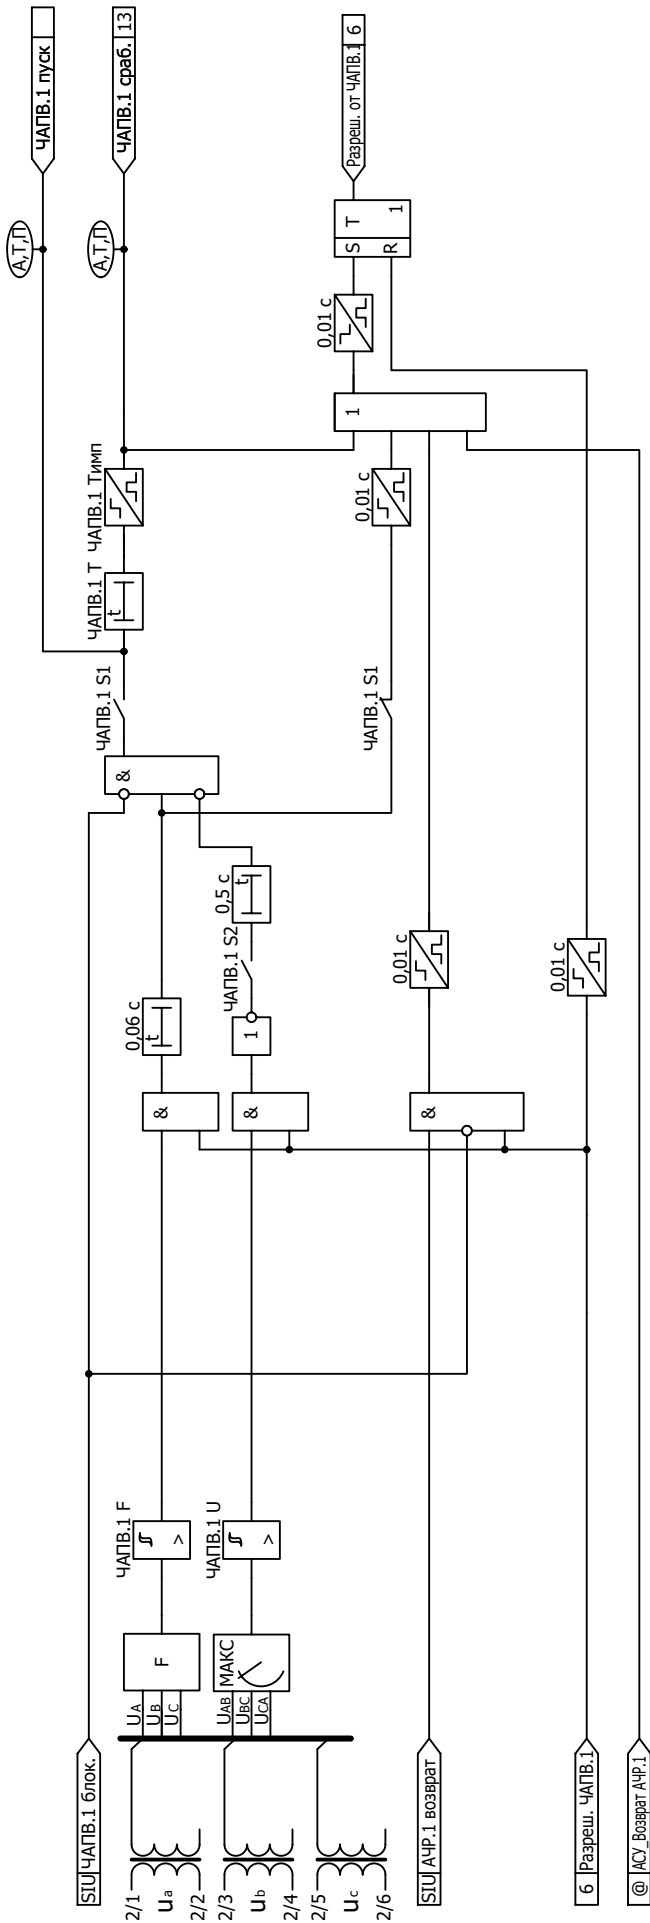 SIU ЧАПВ.1 блок.
2/1
ua
2/2
2/3
ub
2/4
2/5
uc
2/6
UA
UB
UC
F
ЧАПВ.1 F
>
UAB
UBC
UCA
МАКС
ЧАПВ.1 U
>
SIU АЧР.1 возврат
6 Разреш. ЧАПВ.1
@ АСУ_Возврат АЧР.1
&
0,06 с
t
&
1
ЧАПВ.1 S2
0,5 с
t
&
0,01 с
0,01 с
&
ЧАПВ.1 S1
ЧАПВ.1 T
t
ЧАПВ.1 Tимп
ЧАПВ.1 S1
0,01 с
1
0,01 с
S T
R 1
А,Т,П
А,Т,П
ЧАПВ.1 пуск
ЧАПВ.1 сраб. 13
Разреш. от ЧАПВ.1 6